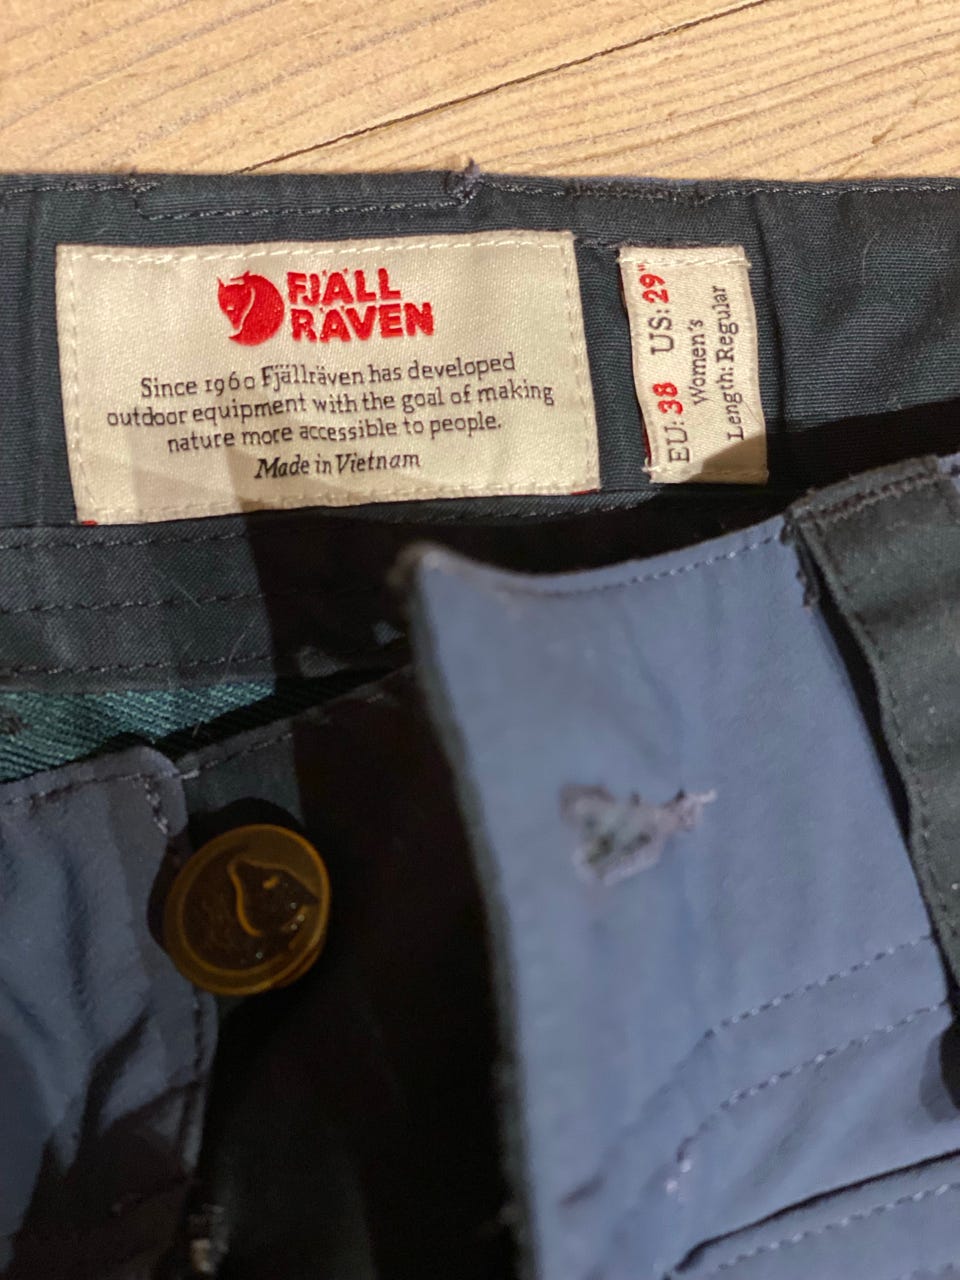 FJÄLL
RÄVEN
Since 1960 Fjällräven has developed
outdoor equipment with the goal of making
nature more accessible to people.
Made in Vietnam
EU: 38 US: 29"
Women's
Length: Regular